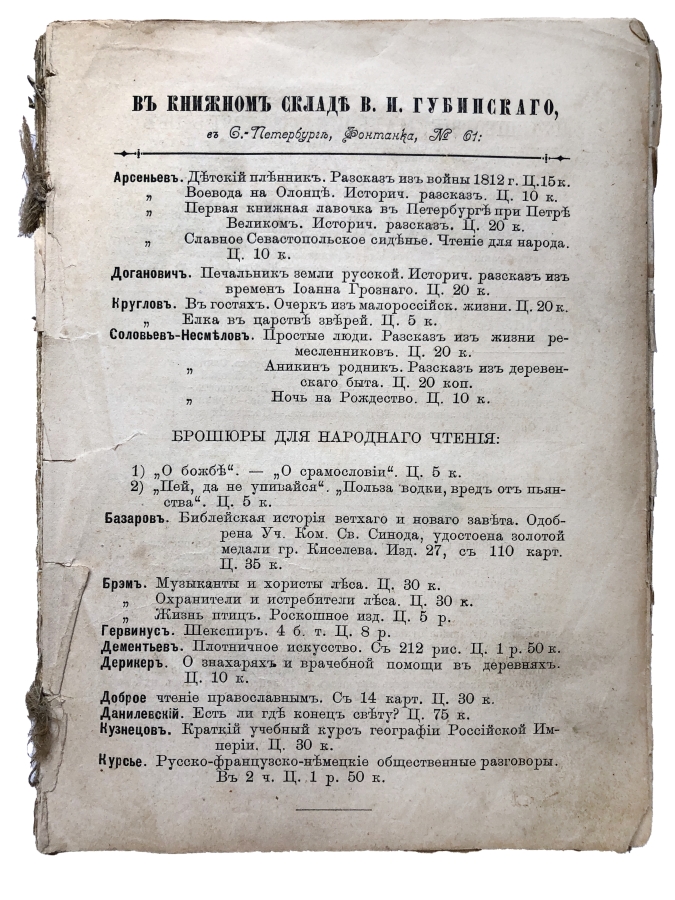 ВЪ КНИЖНОМЪ СКЛАДѢ В. И. ГУБИНСКАГО,
въ С.-Петербургѣ, Фонтанка, № 61:
Арсеньевъ. Дѣтскій плѣнникъ. Разсказъ изъ войны 1812 г. Ц. 15 к.
„ Воевода на Олонцѣ. Историч. разсказъ. Ц. 10 к.
„ Первая книжная лавочка въ Петербургѣ при Петрѣ
Великомъ. Историч. разсказъ. Ц. 20 к.
„ Славное Севастопольское сидѣнье. Чтеніе для народа.
Ц. 10 к.
Догановичъ. Печальникъ земли русской. Историч. разсказъ изъ
временъ Іоанна Грознаго. Ц. 20 к.
Кругловъ. Въ гостяхъ. Очеркъ изъ малороссійск. жизни. Ц. 20 к.
„ Елка въ царствѣ звѣрей. Ц. 5 к.
Соловьевъ-Несмѣловъ. Простые люди. Разсказъ изъ жизни ре-
месленниковъ. Ц. 20 к.
„ Аникинъ родникъ. Разсказъ изъ деревен-
скаго быта. Ц. 20 коп.
„ Ночь на Рождество. Ц. 10 к.
БРОШЮРЫ ДЛЯ НАРОДНАГО ЧТЕНІЯ:
1) „О божбѣ“. — „О срамословіи“. Ц. 5 к.
2) „Пей, да не упивайся“. „Польза водки, вредъ отъ пьян-
ства“. Ц. 5 к.
Базаровъ. Библейская исторія ветхаго и новаго завѣта. Одоб-
рена Уч. Ком. Св. Синода, удостоена золотой
медали гр. Киселева. Изд. 27, съ 110 карт.
Ц. 35 к.
Брэмъ. Музыканты и хористы лѣса. Ц. 30 к.
„ Охранители и истребители лѣса. Ц. 30 к.
„ Жизнь птицъ. Роскошное изд. Ц. 5 р.
Гервинусъ. Шекспиръ. 4 б. т. Ц. 8 р.
Дементьевъ. Плотничное искусство. Съ 212 рис. Ц. 1 р. 50 к.
Дерикеръ. О знахаряхъ и врачебной помощи въ деревняхъ.
Ц. 10 к.
Доброе чтеніе православнымъ. Съ 14 карт. Ц. 30 к.
Данилевскій. Есть ли гдѣ конецъ свѣту? Ц. 75 к.
Кузнецовъ. Краткій учебный курсъ географіи Россійской Им-
періи. Ц. 30 к.
Курсье. Русско-французско-нѣмецкіе общественные разговоры.
Въ 2 ч. Ц. 1 р. 50 к.